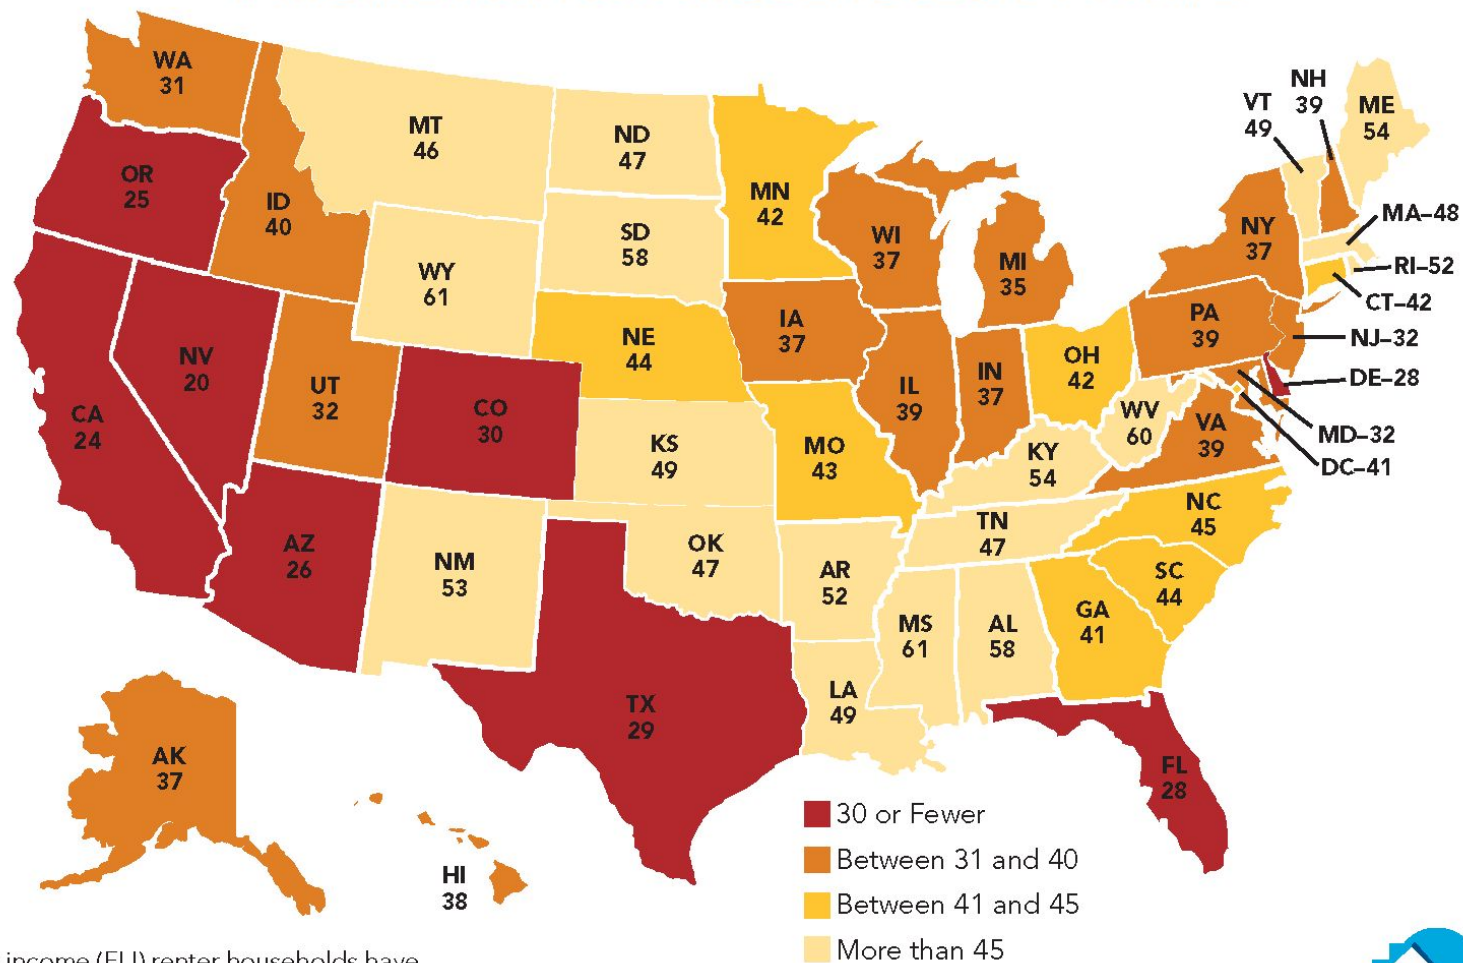 WA
31
OR
25
CA
24
NV
20
ID
40
MT
46
WY
61
UT
32
CO
30
AZ
26
NM
53
ND
47
SD
58
NE
44
KS
49
OK
47
TX
29
MN
42
IA
37
MO
43
AR
52
LA
49
WI
37
IL
39
MI
35
IN
37
OH
42
KY
54
TN
47
MS
61
AL
58
GA
41
FL
28
SC
44
NC
45
VA
39
WV
60
PA
39
NY
37
VT
49
NH
39
ME
54
MA–48
RI–52
CT–42
NJ–32
DE–28
MD–32
DC–41
AK
37
HI
38
30 or Fewer
Between 31 and 40
Between 41 and 45
More than 45
income (ELI) renter households have